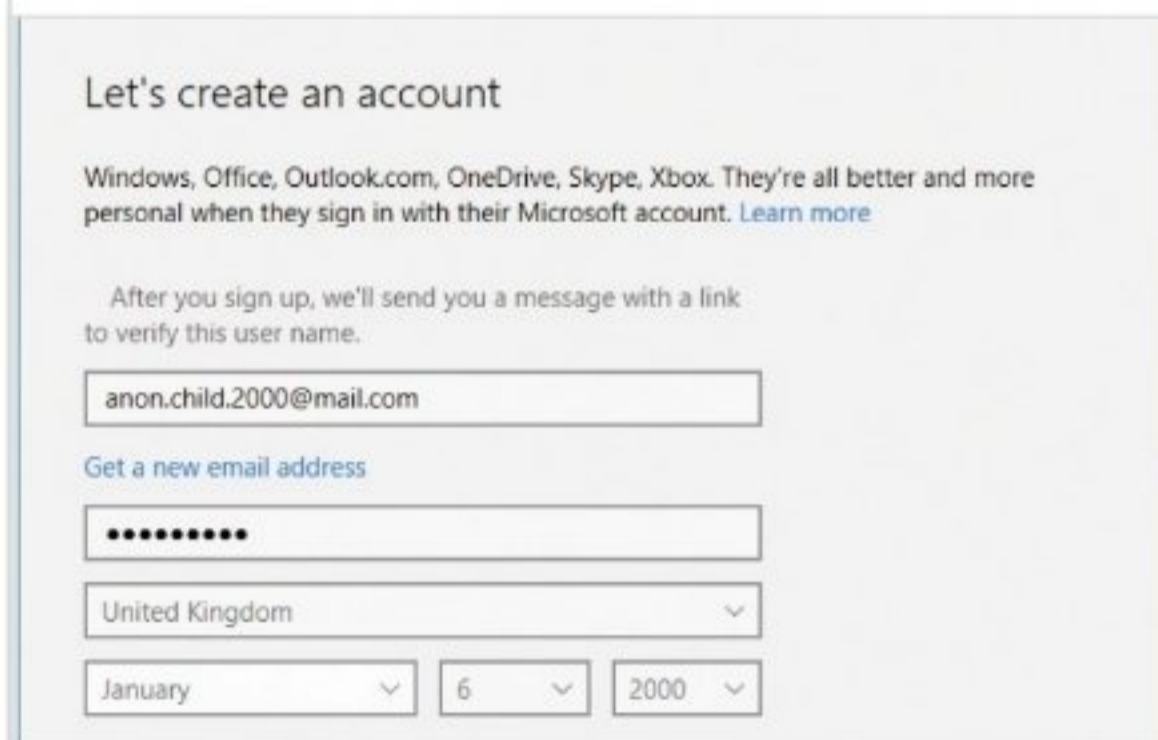 Let's create an account
Windows, Office, Outlook.com, OneDrive, Skype, Xbox. They're all better and more
personal when they sign in with their Microsoft account. Learn more
After you sign up, we'll send you a message with a link
to verify this user name.
anon.child.2000@mail.com
Get a new email address
•••••••••
United Kingdom
January 6 2000